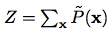 Z = ∑ₓ P̃(x)